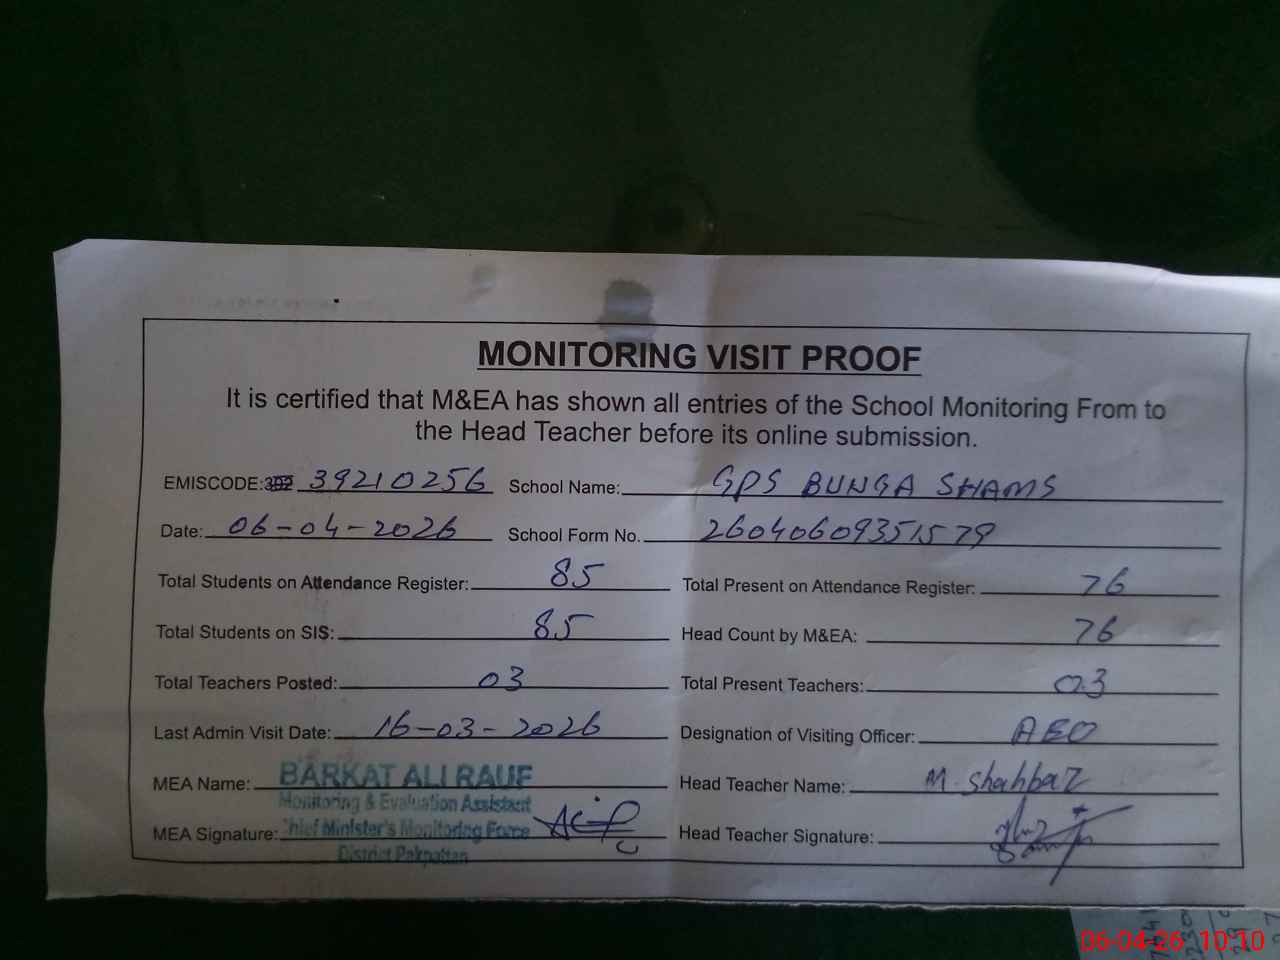 MONITORING VISIT PROOF
It is certified that M&EA has shown all entries of the School Monitoring From to
the Head Teacher before its online submission.
EMISCODE: 39210256 School Name: GPS BUNGA SHAMS
Date: 06-04-2026 School Form No. 26040609351579
Total Students on Attendance Register: 85 Total Present on Attendance Register: 76
Total Students on SIS: 85 Head Count by M&EA: 76
Total Teachers Posted: 03 Total Present Teachers: 03
Last Admin Visit Date: 16-03-2026 Designation of Visiting Officer: AEO
MEA Name: BARKAT ALI RAUF Head Teacher Name: M. Shahbaz
Monitoring & Evaluation Assistant
MEA Signature: Chief Minister's Monitoring Force Head Teacher Signature:
District Pakpattan
06-04-26 10:10